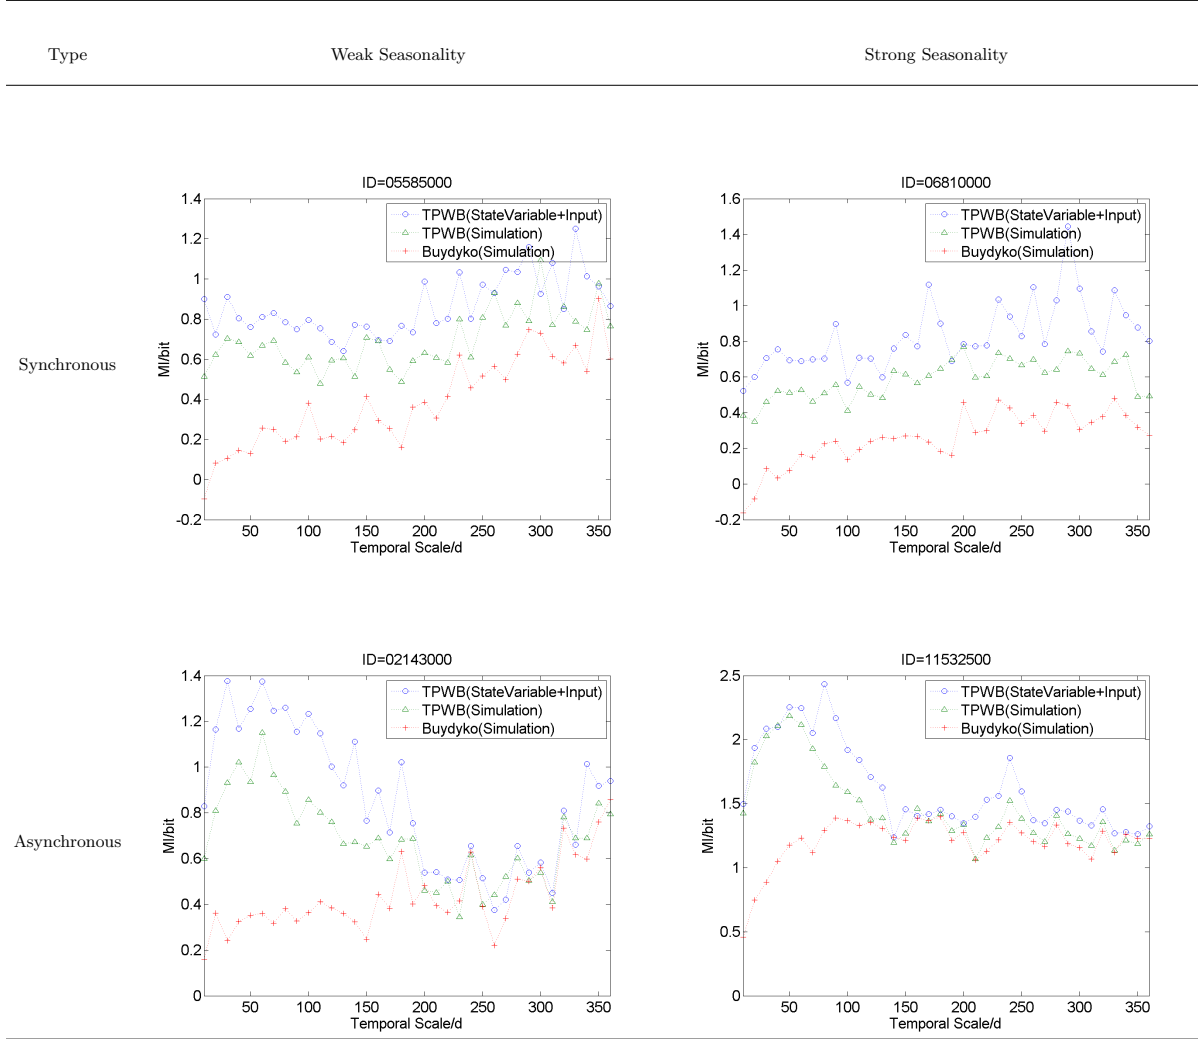 Type Weak Seasonality Strong Seasonality
Synchronous
ID=05585000
1.4
1.2
1
0.8
0.6
0.4
0.2
0
-0.2
MI/bit
TPWB(StateVariable+Input)
TPWB(Simulation)
Buydyko(Simulation)
50 100 150 200 250 300 350
Temporal Scale/d
ID=06810000
1.6
1.4
1.2
1
0.8
0.6
0.4
0.2
0
-0.2
MI/bit
TPWB(StateVariable+Input)
TPWB(Simulation)
Buydyko(Simulation)
50 100 150 200 250 300 350
Temporal Scale/d
Asynchronous
ID=02143000
1.4
1.2
1
0.8
0.6
0.4
0.2
0
MI/bit
TPWB(StateVariable+Input)
TPWB(Simulation)
Buydyko(Simulation)
50 100 150 200 250 300 350
Temporal Scale/d
ID=11532500
2.5
2
1.5
1
0.5
0
MI/bit
TPWB(StateVariable+Input)
TPWB(Simulation)
Buydyko(Simulation)
50 100 150 200 250 300 350
Temporal Scale/d